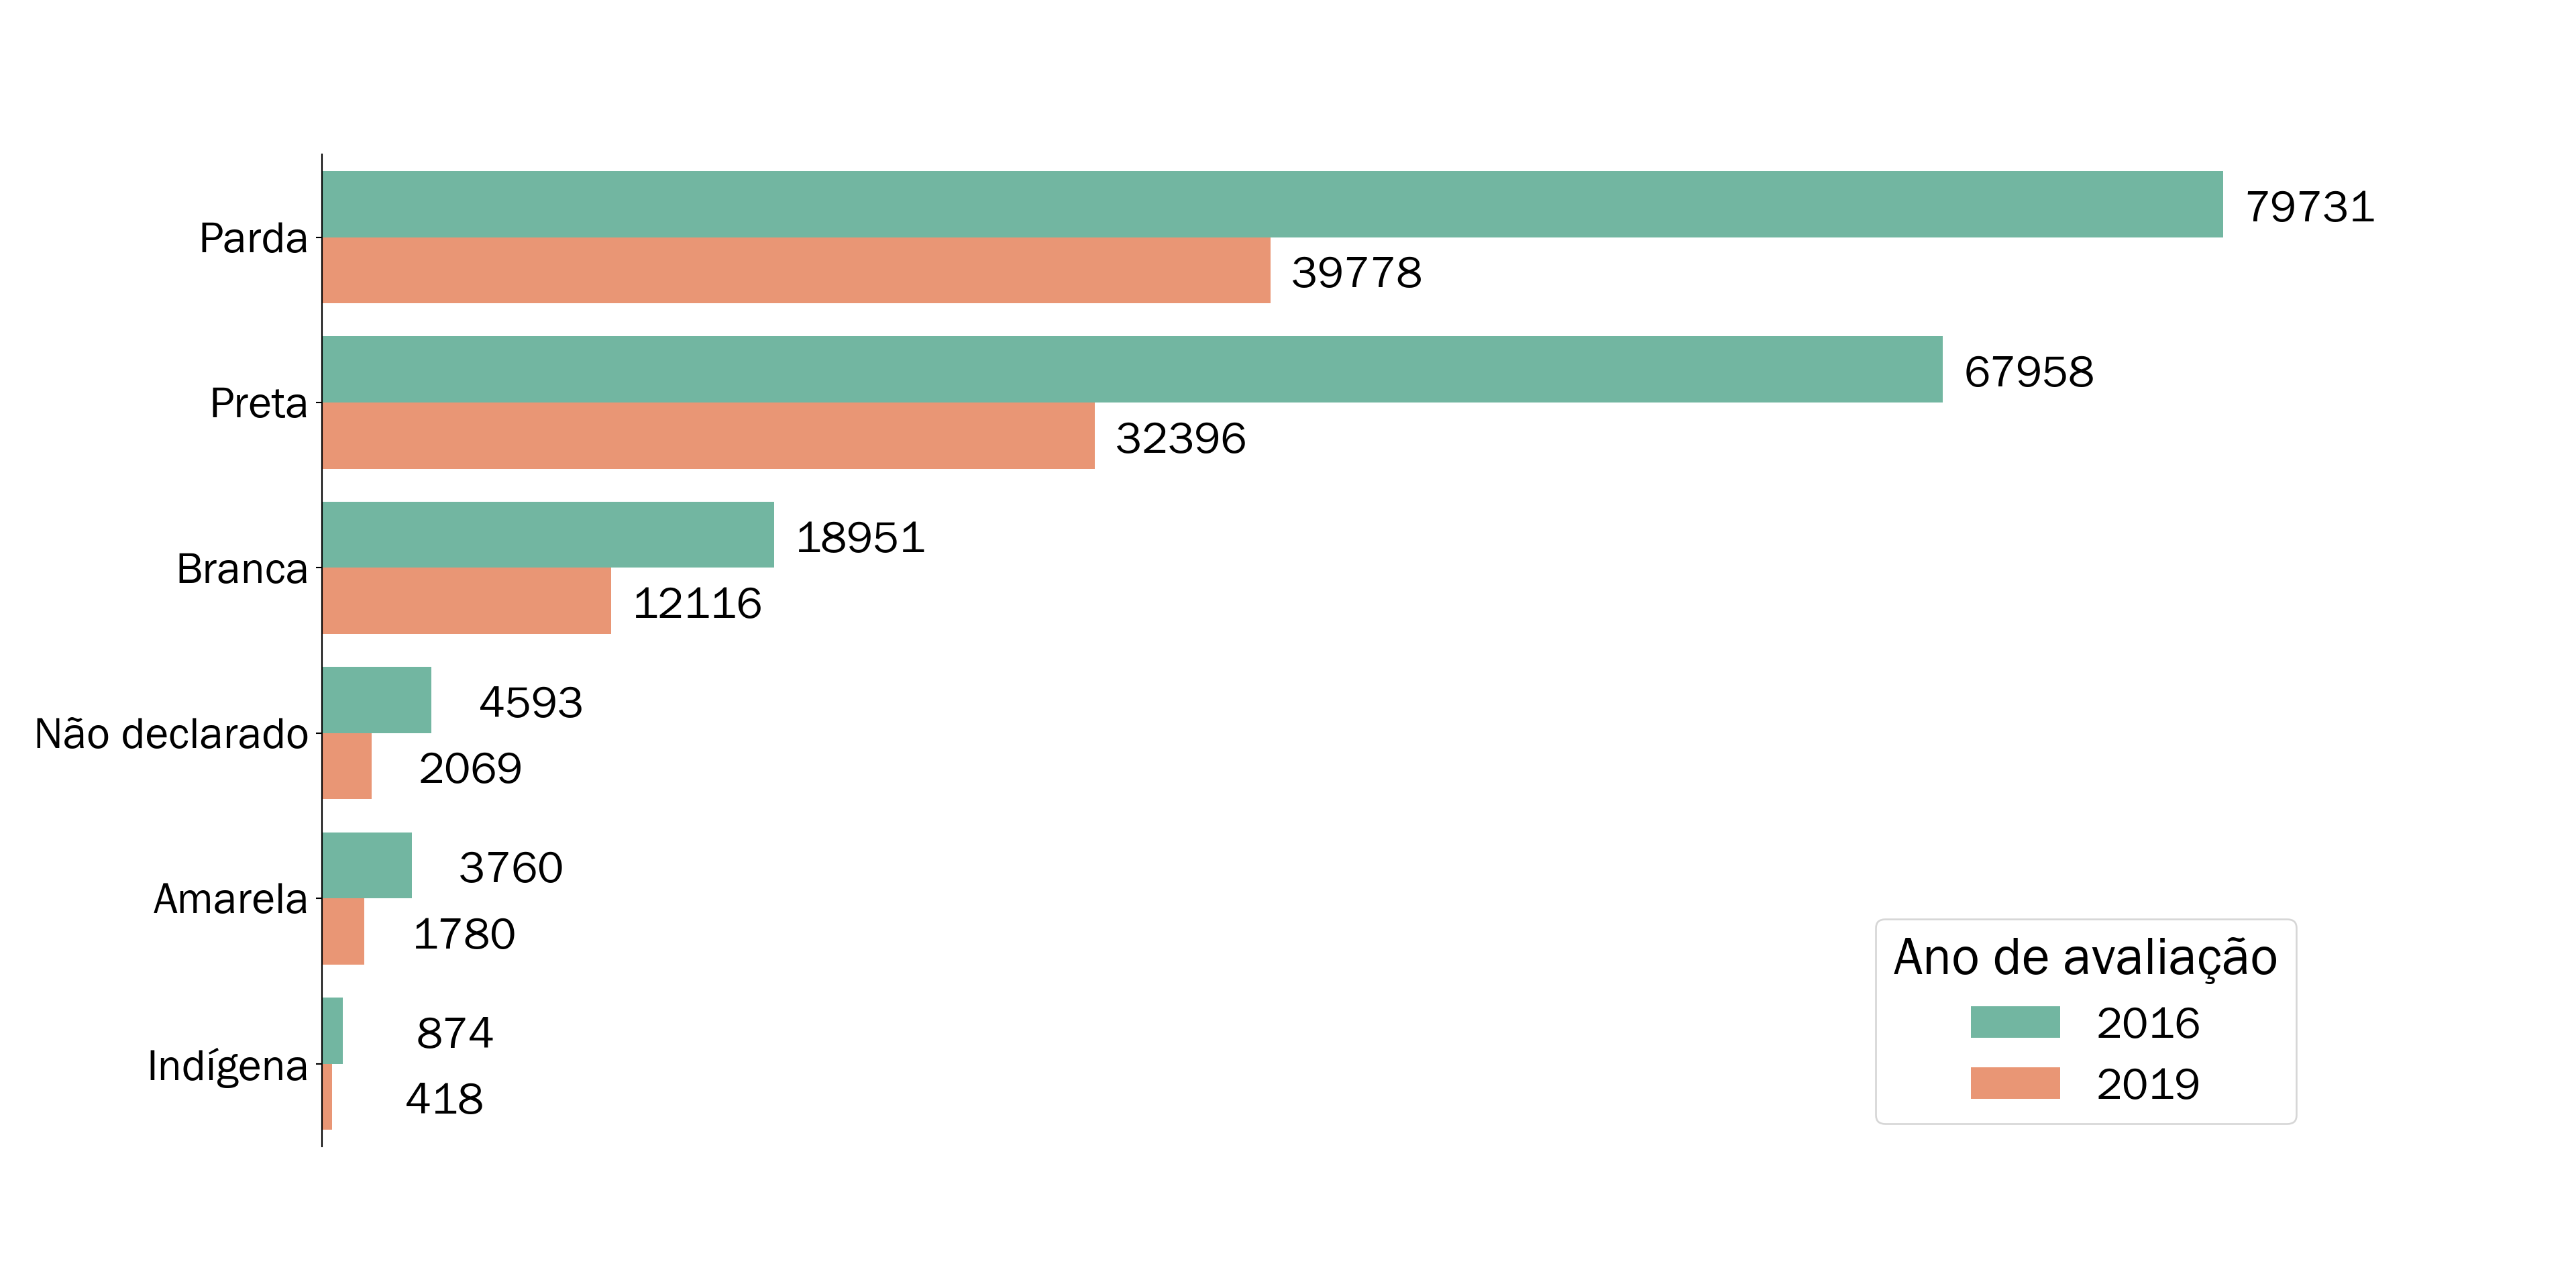 Parda
79731
39778
Preta
67958
32396
Branca
18951
12116
Não declarado
4593
2069
Amarela
3760
1780
Indígena
874
418
Ano de avaliação
2016
2019